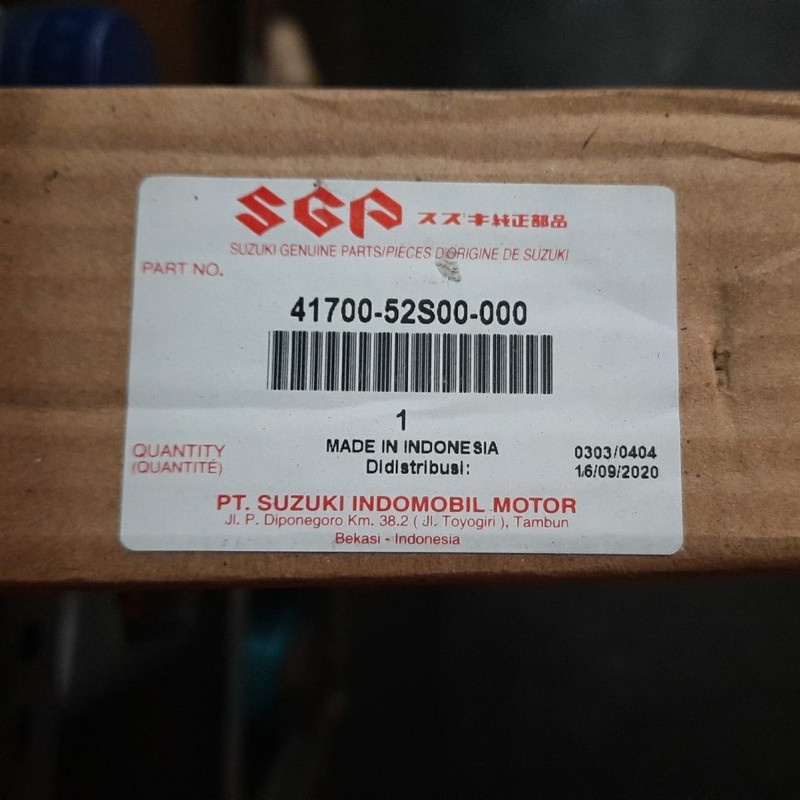 SGP スズキ純正部品
SUZUKI GENUINE PARTS/PIÈCES D'ORIGINE DE SUZUKI
PART NO.
41700-52S00-000
1
QUANTITY
(QUANTITÉ)
MADE IN INDONESIA
Didistribusi:
0303/0404
16/09/2020
PT. SUZUKI INDOMOBIL MOTOR
Jl. P. Diponegoro Km. 38.2 ( Jl. Toyogiri ), Tambun
Bekasi - Indonesia